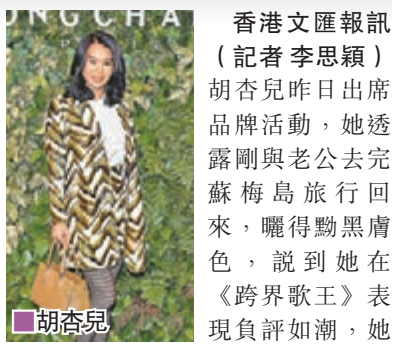 ONGCHA
香港文匯報訊
（記者 李思穎）
胡杏兒昨日出席
品牌活動，她透
露剛與老公去完
蘇梅島旅行回
來，曬得黝黑膚
色，說到她在
《跨界歌王》表
現負評如潮，她
■胡杏兒